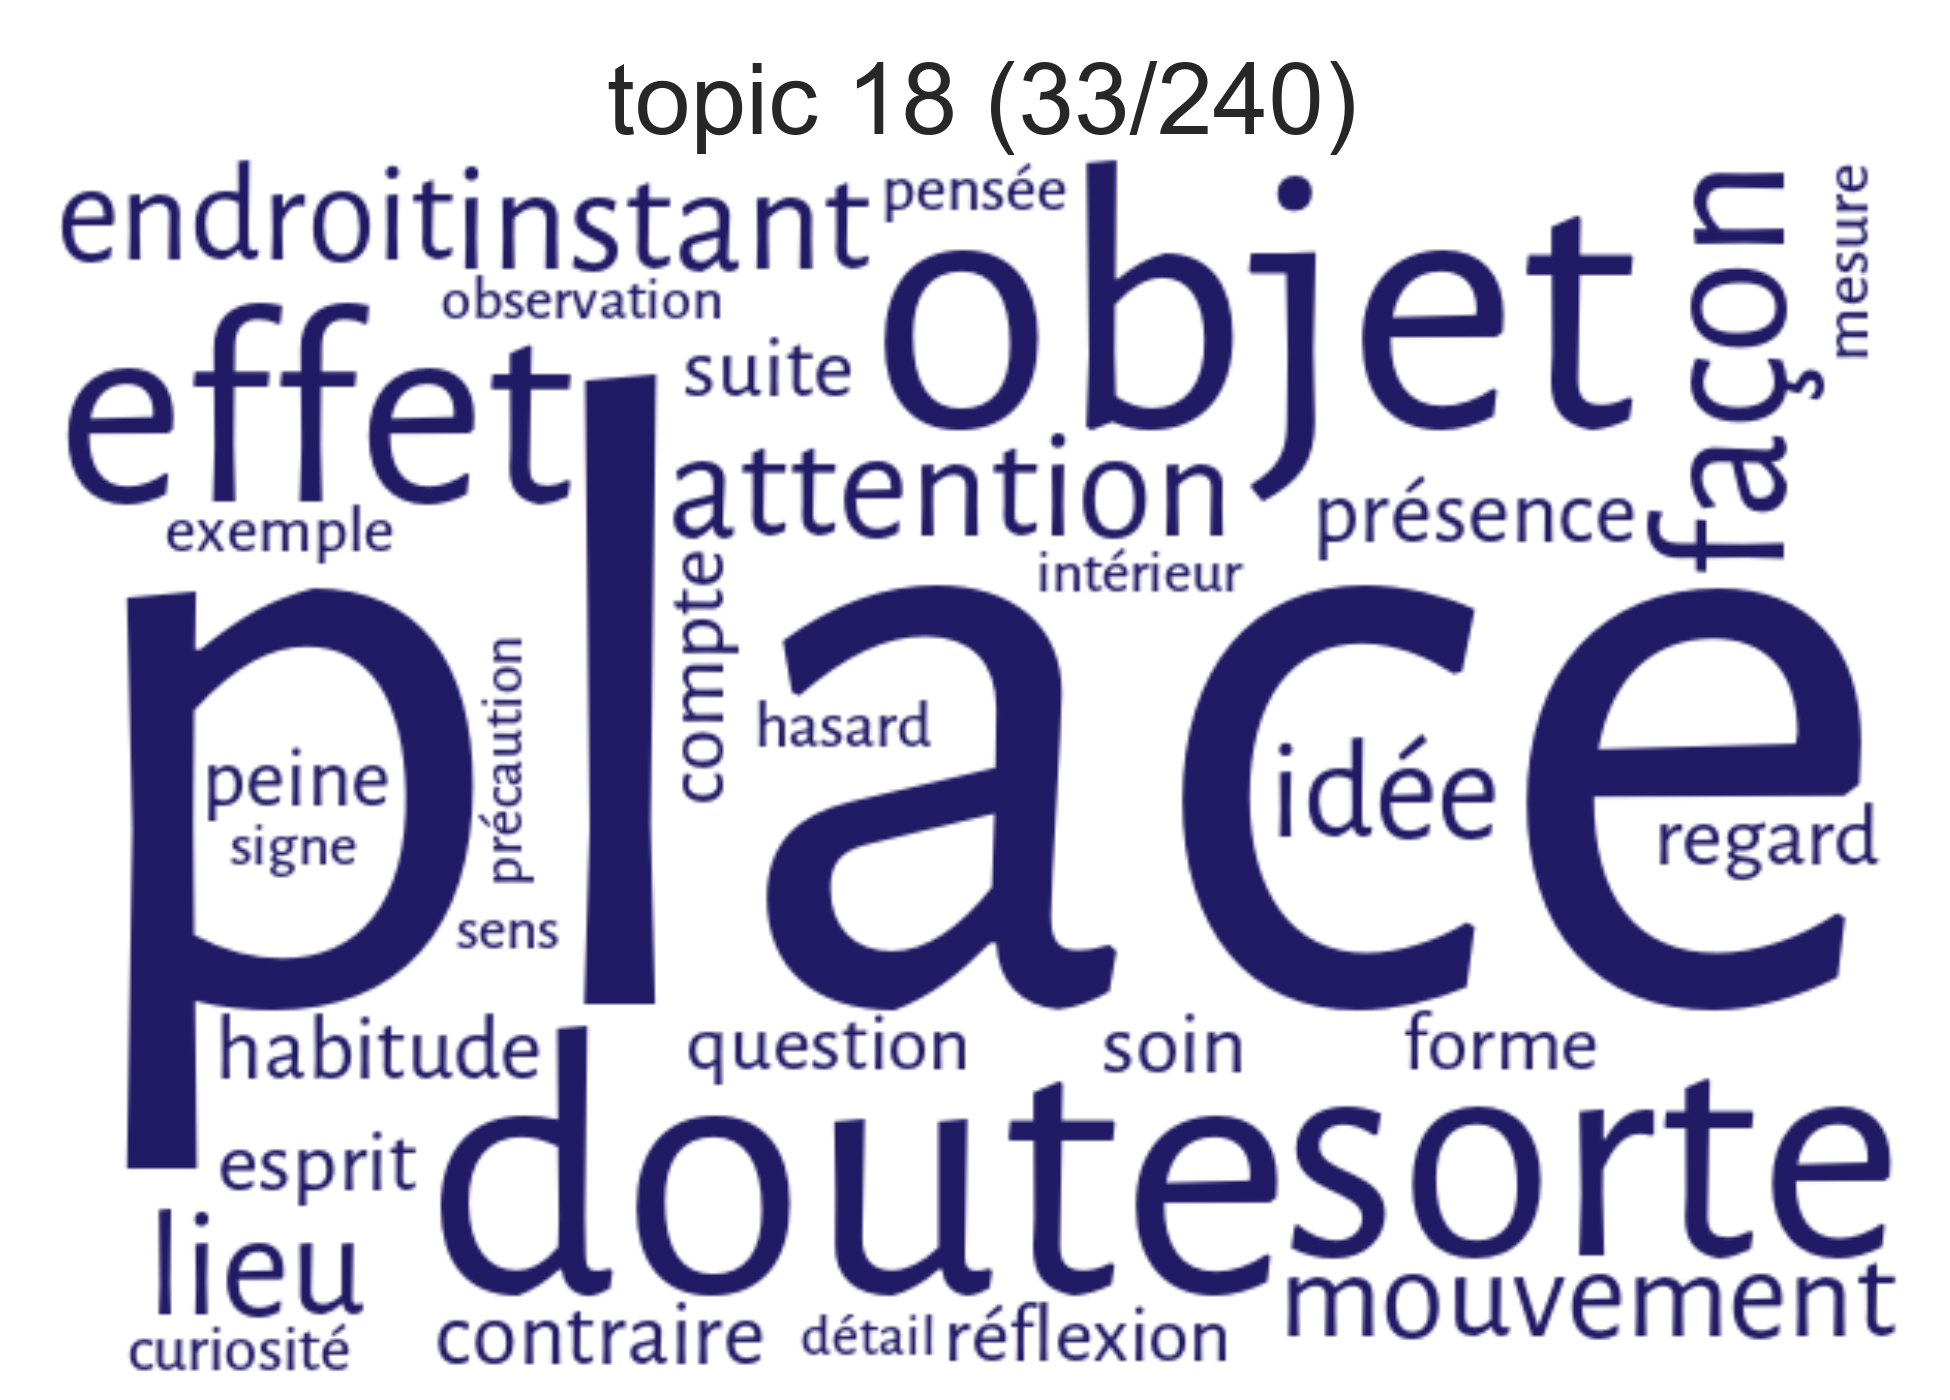 topic 18 (33/240)
endroit instant pensée objet façon mesure
observation
effet suite
attention présence
exemple
intérieur
place
compte
précaution
hasard
peine idée
signe regard
sens
habitude question soin forme
esprit doute sorte
lieu mouvement
curiosité contraire détail réflexion